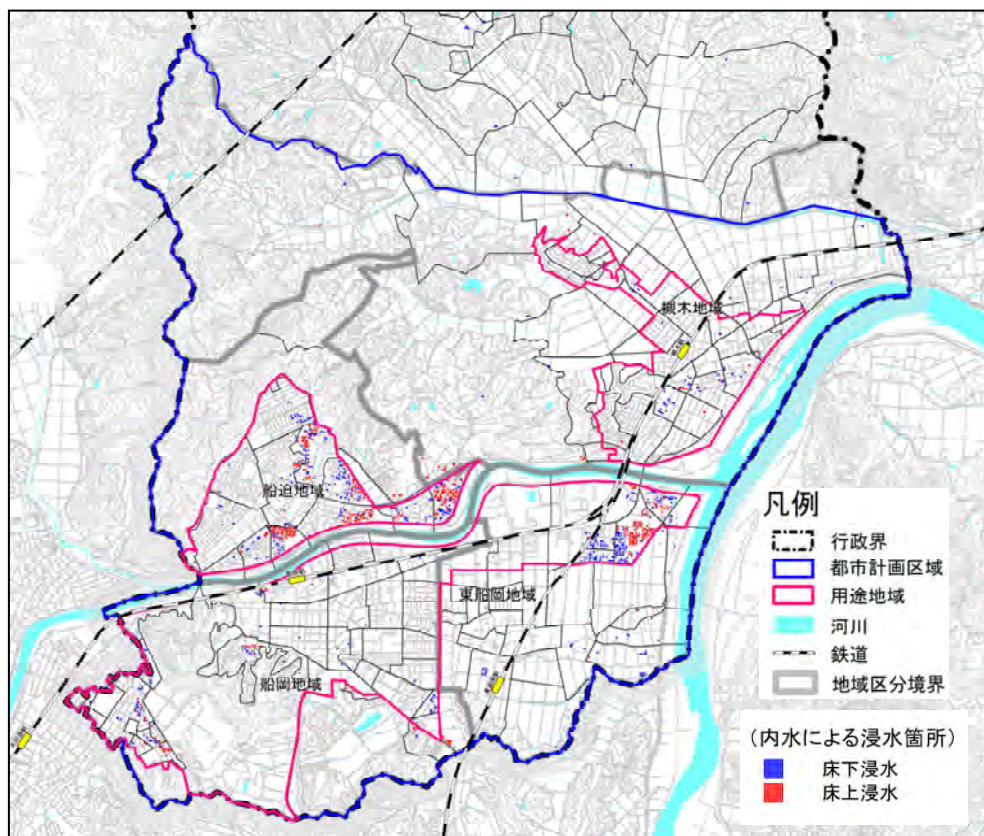 槻木地域
船迫地域
東船岡地域
船岡地域
凡例
行政界
都市計画区域
用途地域
河川
鉄道
地域区分境界
（内水による浸水箇所）
床下浸水
床上浸水